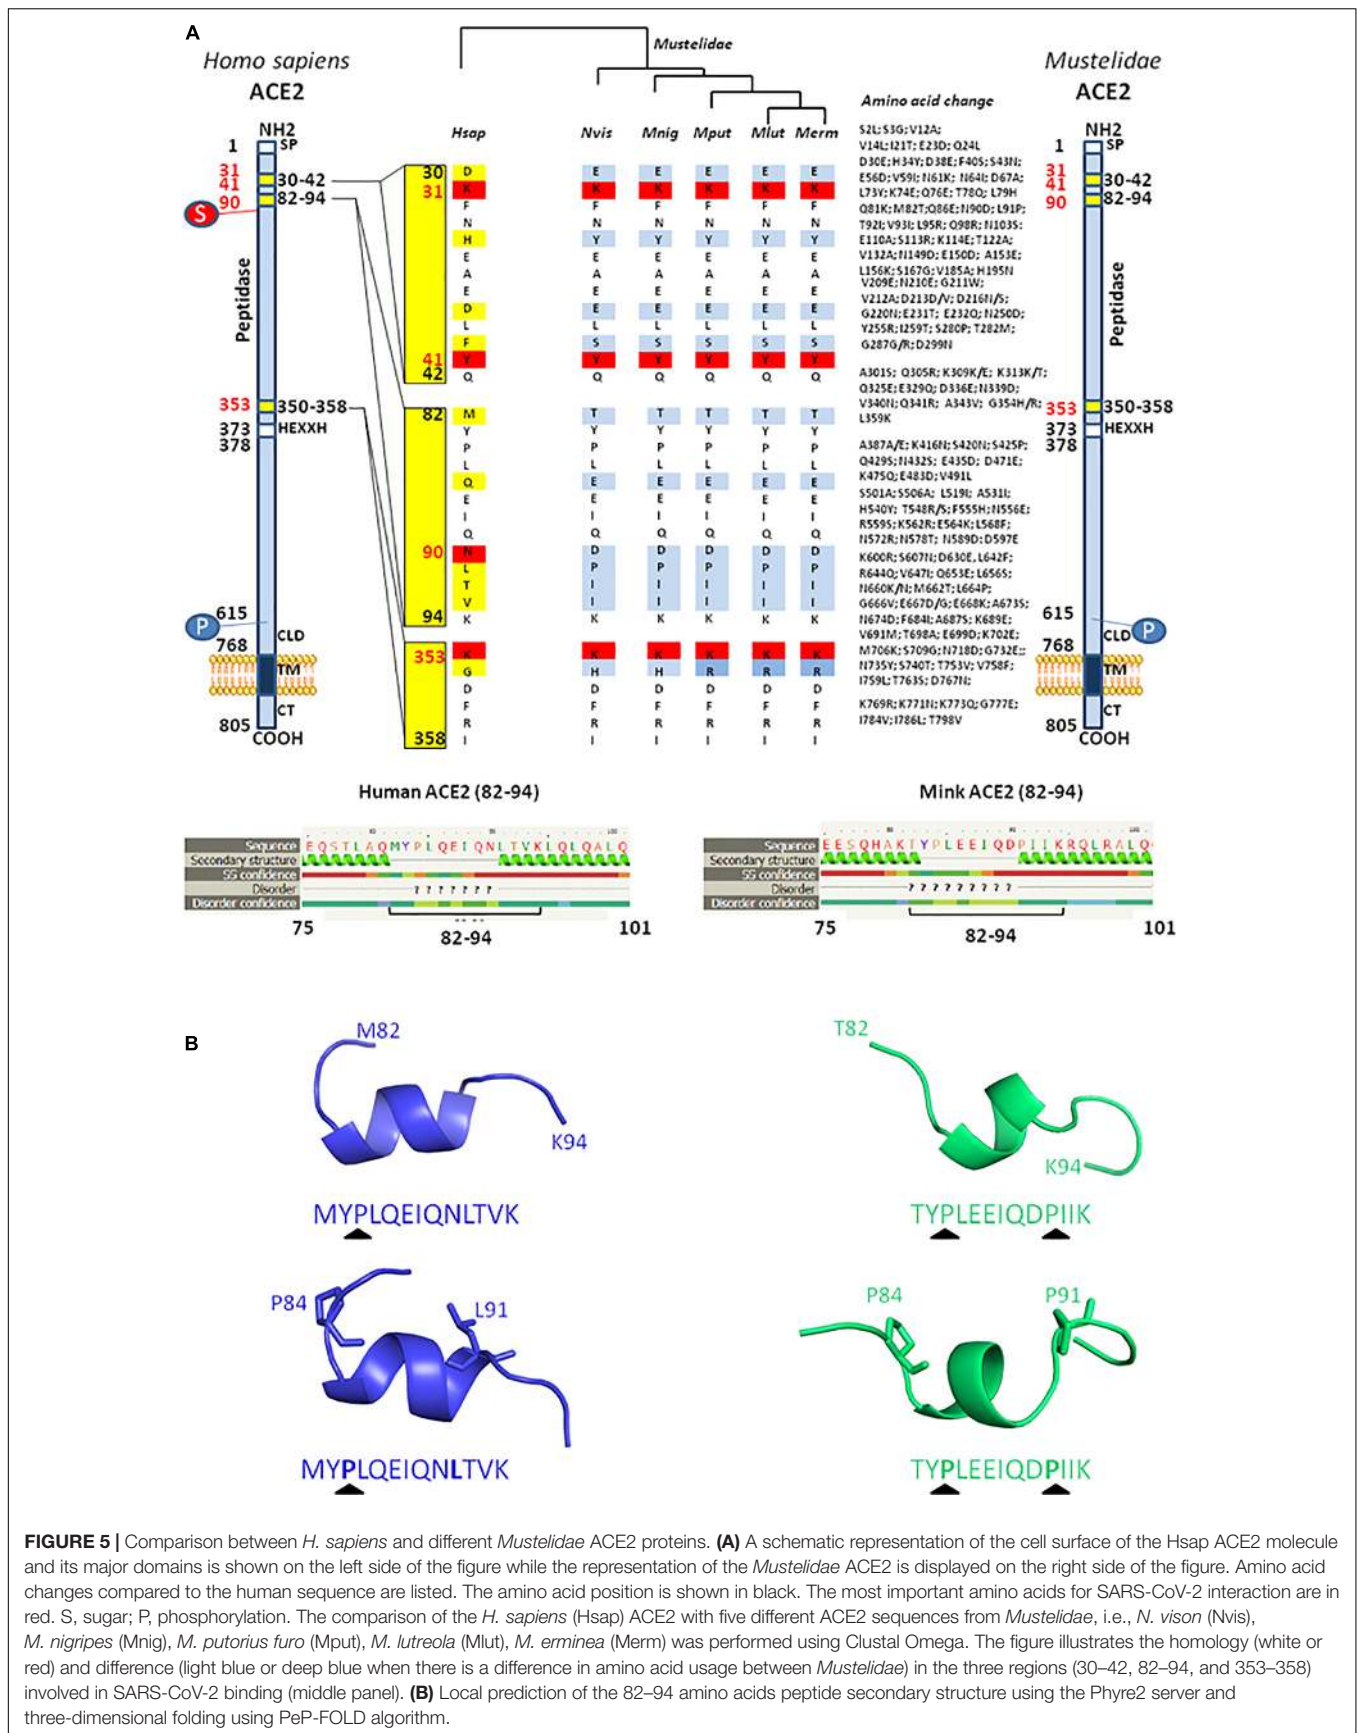 A
Homo sapiens
ACE2
Mustelidae
Mustelidae
ACE2
Amino acid change
Hsap Nvis Mnig Mput Mlut Merm
NH2
1 SP
31
41 30-42
90 82-94
S
Peptidase
353 350-358
373 HEXXH
378
615
P
768 CLD
TM
CT
805
COOH
30 D E E E E E
31 K K K K K K
F F F F F F
N N N N N N
H Y Y Y Y Y
E E E E E E
A A A A A A
E E E E E E
D E E E E E
L L L L L L
F S S S S S
41 Y Y Y Y Y Y
42 Q Q Q Q Q Q
82 M T T T T T
Y Y Y Y Y Y
P P P P P P
L L L L L L
Q E E E E E
E E E E E E
I I I I I I
Q Q Q Q Q Q
90 N D D D D D
L P P P P P
T I I I I I
V I I I I I
94 K K K K K K
353 K K K K K K
G H H R R R
D D D D D D
F F F F F F
R R R R R R
358 I I I I I I
S2L; S3G; V12A;
V14L; I21T; E23D; Q24L
D30E; H34Y; D38E; F40S; S43N;
E56D; V59I; N61K; N64I; D67A;
L73Y; K74E; Q76E; T78Q; L79H
Q81K; M82T; Q86E; N90D; L91P;
T92I; V93I; L95R; Q98R; N103S;
E110A; S113R; K114E; T122A;
V132A; N149D; E150D; A153E;
L156K; S167G; V185A; H195N
V209E; N210E; G211W;
V212A; D213D/V; D216N/S;
G220N; E231T; E232Q; N250D;
Y255R; I259T; S280P; T282M;
G287G/R; D299N
A301S; Q305R; K309K/E; K313K/T;
Q325E; E329Q; D336E; N339D;
V340N; Q341R; A343V; G354H/R;
L359K
A387A/E; K416N; S420N; S425P;
Q429S; N432S; E435D; D471E;
K475Q; E483D; V491L
S501A; S506A; L519I; A531I;
H540Y; T548R/S; F555H; N556E;
R559S; K562R; E564K; L568F;
N572R; N578T; N589D; D597E
K600R; S607N; D630E, L642F;
R644Q; V647I; Q653E; L656S;
N660K/N; M662T; L664P;
G666V; E667D/G; E668K; A673S;
N674D; F684I; A687S; K689E;
V691M; T698A; E699D; K702E;
M706K; S709G; N718D; G732E;;
N735Y; S740T; T753V; V758F;
I759L; T763S; D767N;
K769R; K771N; K773Q; G777E;
I784V; I786L; T798V
NH2
1 SP
31
41 30-42
90 82-94
Peptidase
353 350-358
373 HEXXH
378
615
P
768 CLD
TM
CT
805
COOH
Human ACE2 (82-94)
Sequence EQSTLAQMYPLQEIQNLTVKLQLQALQ
Secondary structure
SS confidence
Disorder ? ? ? ? ? ? ?
Disorder confidence
75 82-94 101
Mink ACE2 (82-94)
Sequence EESQHAKTYPLEEIQDPIIKRQLRALQ
Secondary structure
SS confidence
Disorder ? ? ? ? ? ? ? ? ?
Disorder confidence
75 82-94 101
B
M82
K94
MYPLQEIQNLTVK
T82
K94
TYPLEEIQDPIIK
P84
L91
MYPLQEIQNLTVK
P84
P91
TYPLEEIQDPIIK
FIGURE 5 | Comparison between H. sapiens and different Mustelidae ACE2 proteins. (A) A schematic representation of the cell surface of the Hsap ACE2 molecule
and its major domains is shown on the left side of the figure while the representation of the Mustelidae ACE2 is displayed on the right side of the figure. Amino acid
changes compared to the human sequence are listed. The amino acid position is shown in black. The most important amino acids for SARS-CoV-2 interaction are in
red. S, sugar; P, phosphorylation. The comparison of the H. sapiens (Hsap) ACE2 with five different ACE2 sequences from Mustelidae, i.e., N. vison (Nvis),
M. nigripes (Mnig), M. putorius furo (Mput), M. lutreola (Mlut), M. erminea (Merm) was performed using Clustal Omega. The figure illustrates the homology (white or
red) and difference (light blue or deep blue when there is a difference in amino acid usage between Mustelidae) in the three regions (30–42, 82–94, and 353–358)
involved in SARS-CoV-2 binding (middle panel). (B) Local prediction of the 82–94 amino acids peptide secondary structure using the Phyre2 server and
three-dimensional folding using PeP-FOLD algorithm.